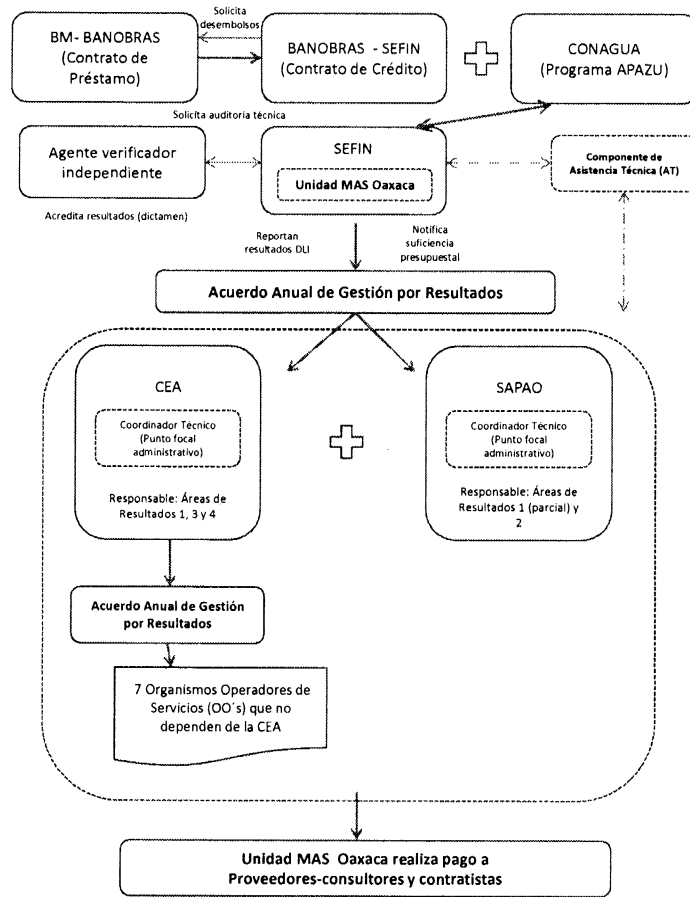 Solicita
desembolsos
BM- BANOBRAS
(Contrato de
Préstamo)
BANOBRAS - SEFIN
(Contrato de Crédito)
CONAGUA
(Programa APAZU)
Solicita auditoría técnica
Agente verificador
independiente
SEFIN
Unidad MAS Oaxaca
Componente de
Asistencia Técnica (AT)
Acredita resultados (dictamen)
Reportan
resultados DLI
Notifica
suficiencia
presupuestal
Acuerdo Anual de Gestión por Resultados
CEA
Coordinador Técnico
(Punto focal
administrativo)
Responsable: Áreas de
Resultados 1, 3 y 4
SAPAO
Coordinador Técnico
(Punto focal
administrativo)
Responsable: Áreas de
Resultados 1 (parcial) y
2
Acuerdo Anual de Gestión
por Resultados
7 Organismos Operadores de
Servicios (OO´s) que no
dependen de la CEA
Unidad MAS Oaxaca realiza pago a
Proveedores-consultores y contratistas